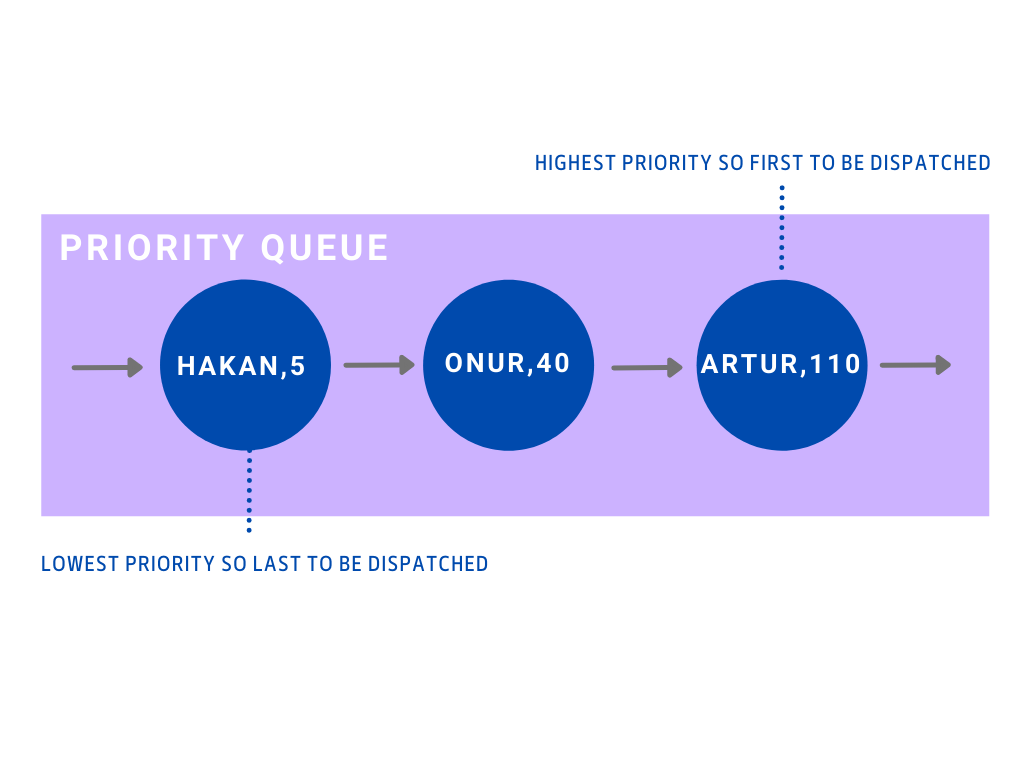 HIGHEST PRIORITY SO FIRST TO BE DISPATCHED
PRIORITY QUEUE
HAKAN,5
ONUR,40
ARTUR,110
LOWEST PRIORITY SO LAST TO BE DISPATCHED